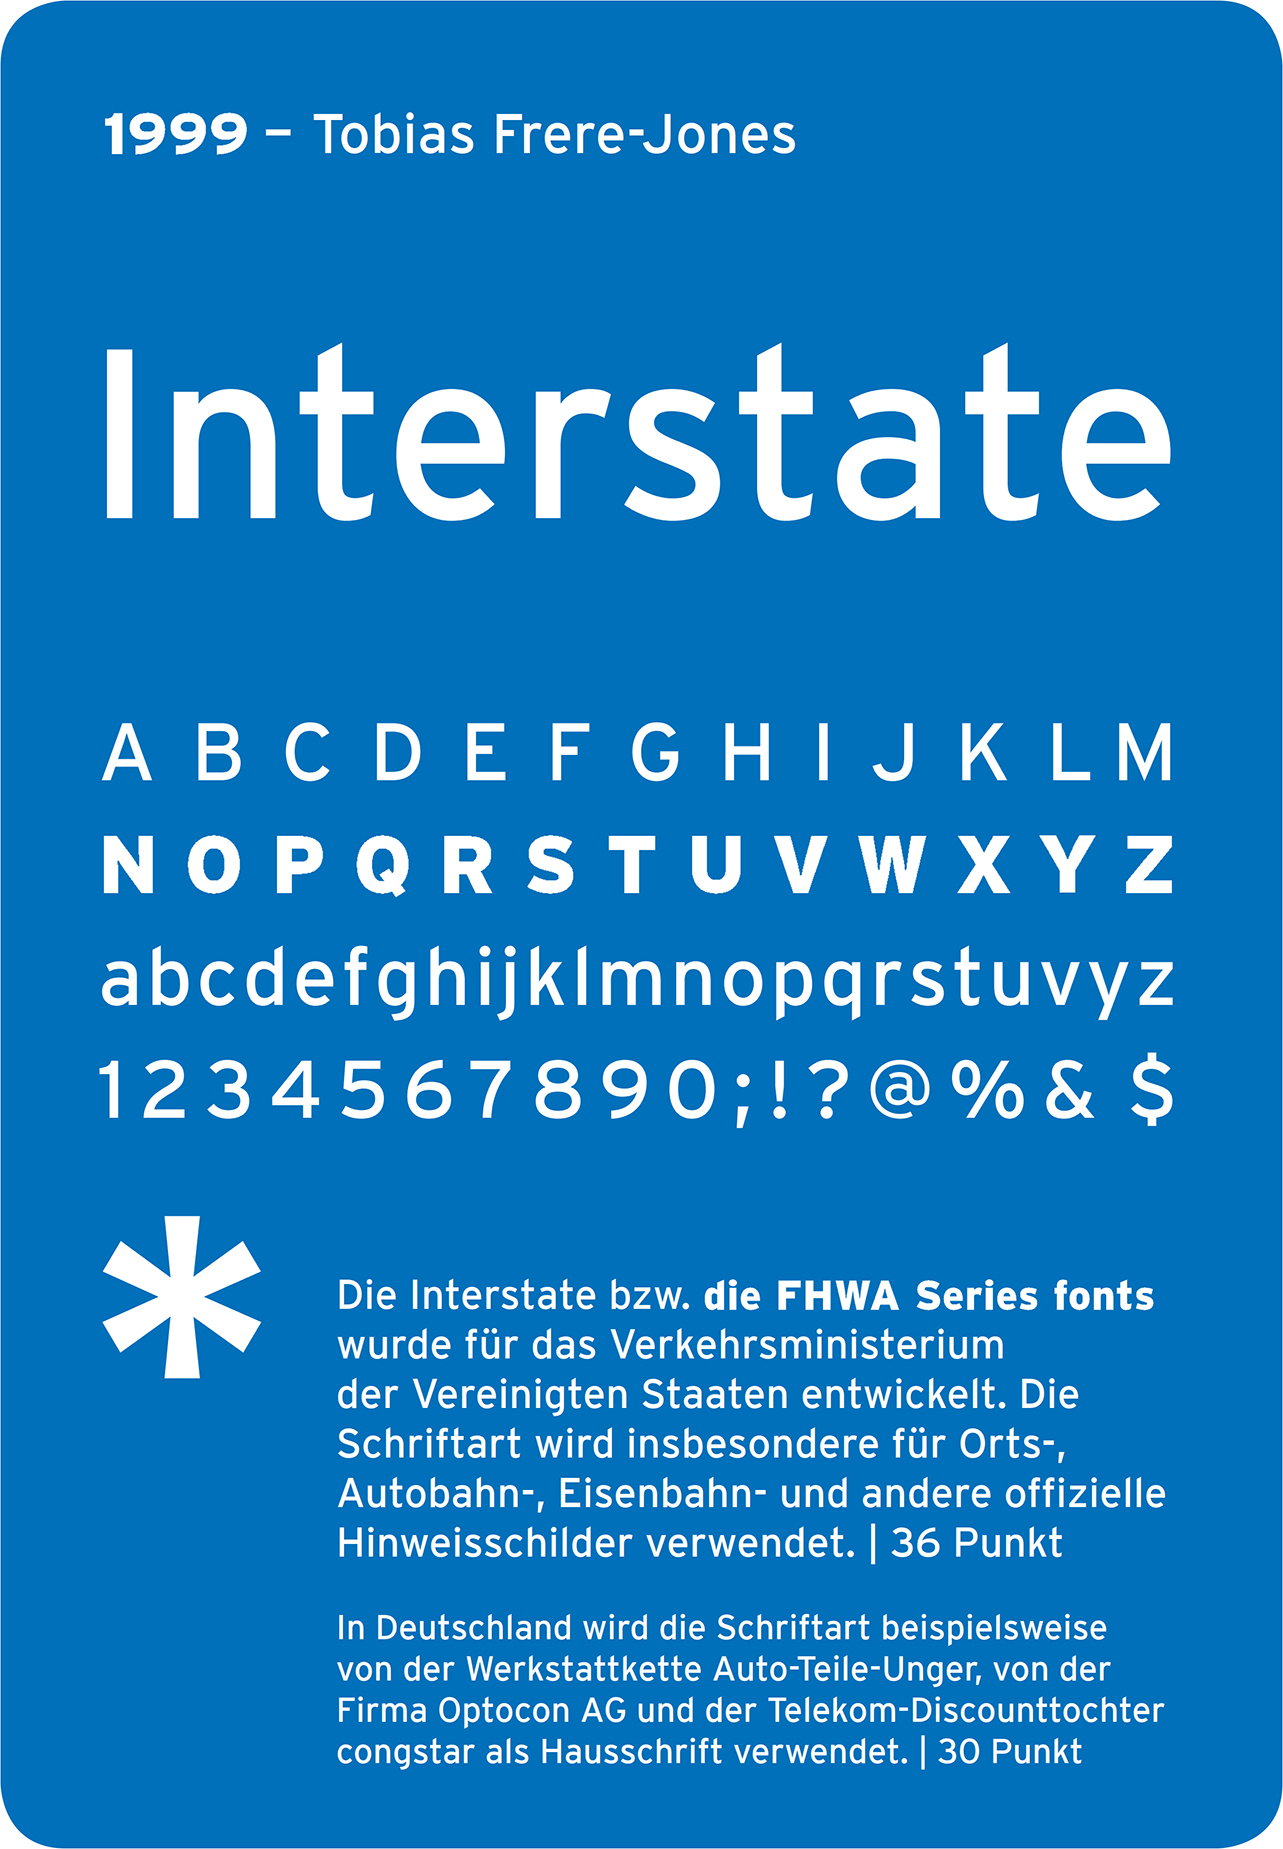 1999 – Tobias Frere-Jones
Interstate
A B C D E F G H I J K L M
N O P Q R S T U V W X Y Z
abcdefghijklmnopqrstuvyz
1234567890;!?@%&$
*
Die Interstate bzw. die FHWA Series fonts
wurde für das Verkehrsministerium
der Vereinigten Staaten entwickelt. Die
Schriftart wird insbesondere für Orts-,
Autobahn-, Eisenbahn- und andere offizielle
Hinweisschilder verwendet. | 36 Punkt
In Deutschland wird die Schriftart beispielsweise
von der Werkstattkette Auto-Teile-Unger, von der
Firma Optocon AG und der Telekom-Discounttochter
congstar als Hausschrift verwendet. | 30 Punkt